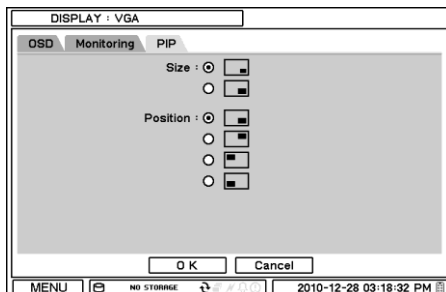 DISPLAY : VGA
OSD Monitoring PIP
Size :
Position :
OK Cancel
MENU NO STORAGE 2010-12-28 03:18:32 PM